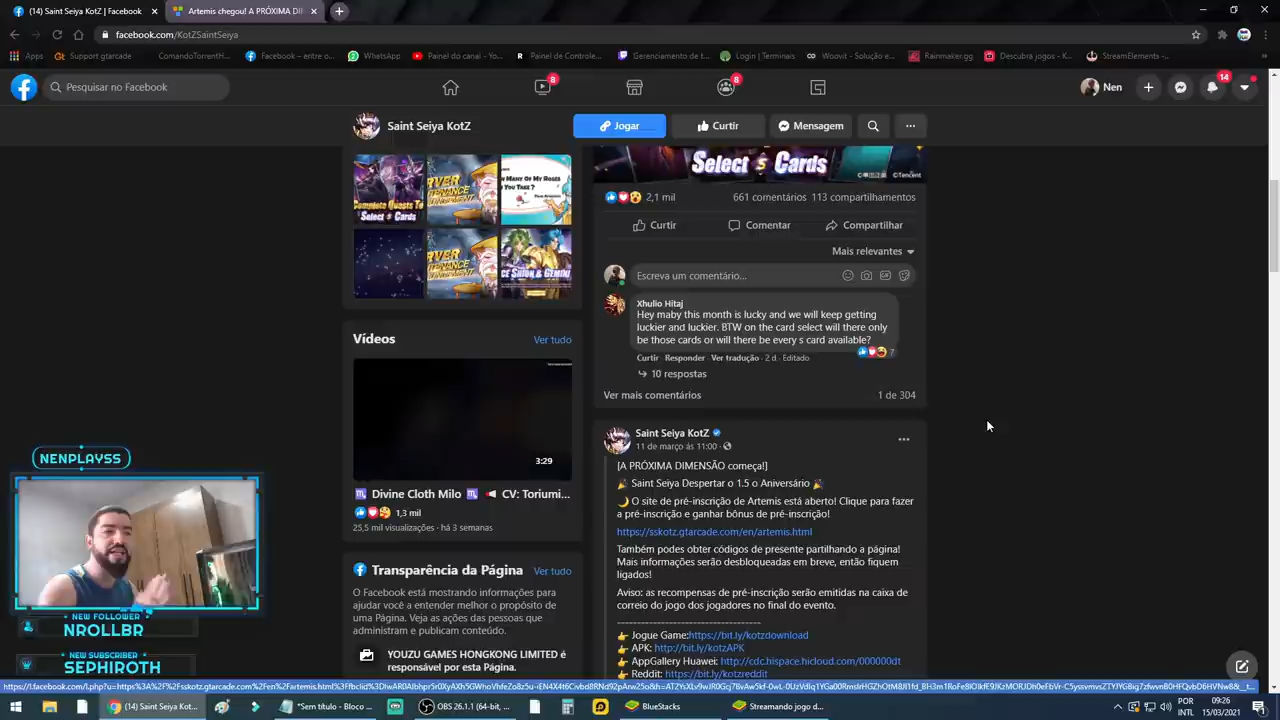 (14) Saint Seiya KotZ | Facebook
Artemis chegou! A PRÓXIMA DIM
facebook.com/KotZSaintSeiya
Apps
Support gtarcade
ComandoTorrentH
Facebook – entre o...
WhatsApp
Painel do canal - Yo...
Painel de Controle...
Gerenciamento de t...
Login | Terminais
Woovit - Solução e...
Rainmaker.gg
Descubra jogos - K...
StreamElements -
Pesquisar no Facebook
8
8
Nen
14
Saint Seiya KotZ
Jogar
Curtir
Mensagem
Complete Quests To
Select S Cards
Select s Cards
©Tencent
2,1 mil
661 comentários 113 compartilhamentos
Curtir
Comentar
Compartilhar
Mais relevantes
Escreva um comentário...
Xhulio Hitaj
Hey maby this month is lucky and we will keep getting
luckier and luckier. BTW on the card select will there only
be those cards or will there be every s card available?
7
Curtir · Responder · Ver tradução · 2 d · Editado
10 respostas
Ver mais comentários
1 de 304
Vídeos
Ver tudo
3:29
Divine Cloth Milo
CV: Toriumi...
1,3 mil
25,5 mil visualizações · há 3 semanas
Transparência da Página
Ver tudo
O Facebook está mostrando informações para
ajudar você a entender melhor o propósito de
uma Página. Veja as ações das pessoas que
administram e publicam conteúdo.
YOUZU GAMES HONGKONG LIMITED é
responsável por esta Página.
Saint Seiya KotZ
11 de março às 11:00 ·
[A PRÓXIMA DIMENSÃO começa!]
Saint Seiya Despertar o 1.5 o Aniversário
O site de pré-inscrição de Artemis está aberto! Clique para fazer
a pré-inscrição e ganhar bônus de pré-inscrição!
https://sskotz.gtarcade.com/en/artemis.html
Também podes obter códigos de presente partilhando a página!
Mais informações serão desbloqueadas em breve, então fiquem
ligados!
Aviso: as recompensas de pré-inscrição serão emitidas na caixa de
correio do jogo dos jogadores no final do evento.
------------------------------------
Jogue Game:https://bit.ly/kotzdownload
APK: http://bit.ly/kotzAPK
AppGallery Huawei: http://cdc.hispace.hicloud.com/000000dt
Reddit: https://bit.ly/kotzreddit
NENPLAYSS
NEW FOLLOWER
NROLLBR
NEW SUBSCRIBER
SEPHIROTH
(14) Saint Seiya Kot...
Sem título - Bloco ...
OBS 26.1.1 (64-bit, ...
BlueStacks
Streamando jogo d...
POR
INTL
09:26
15/03/2021